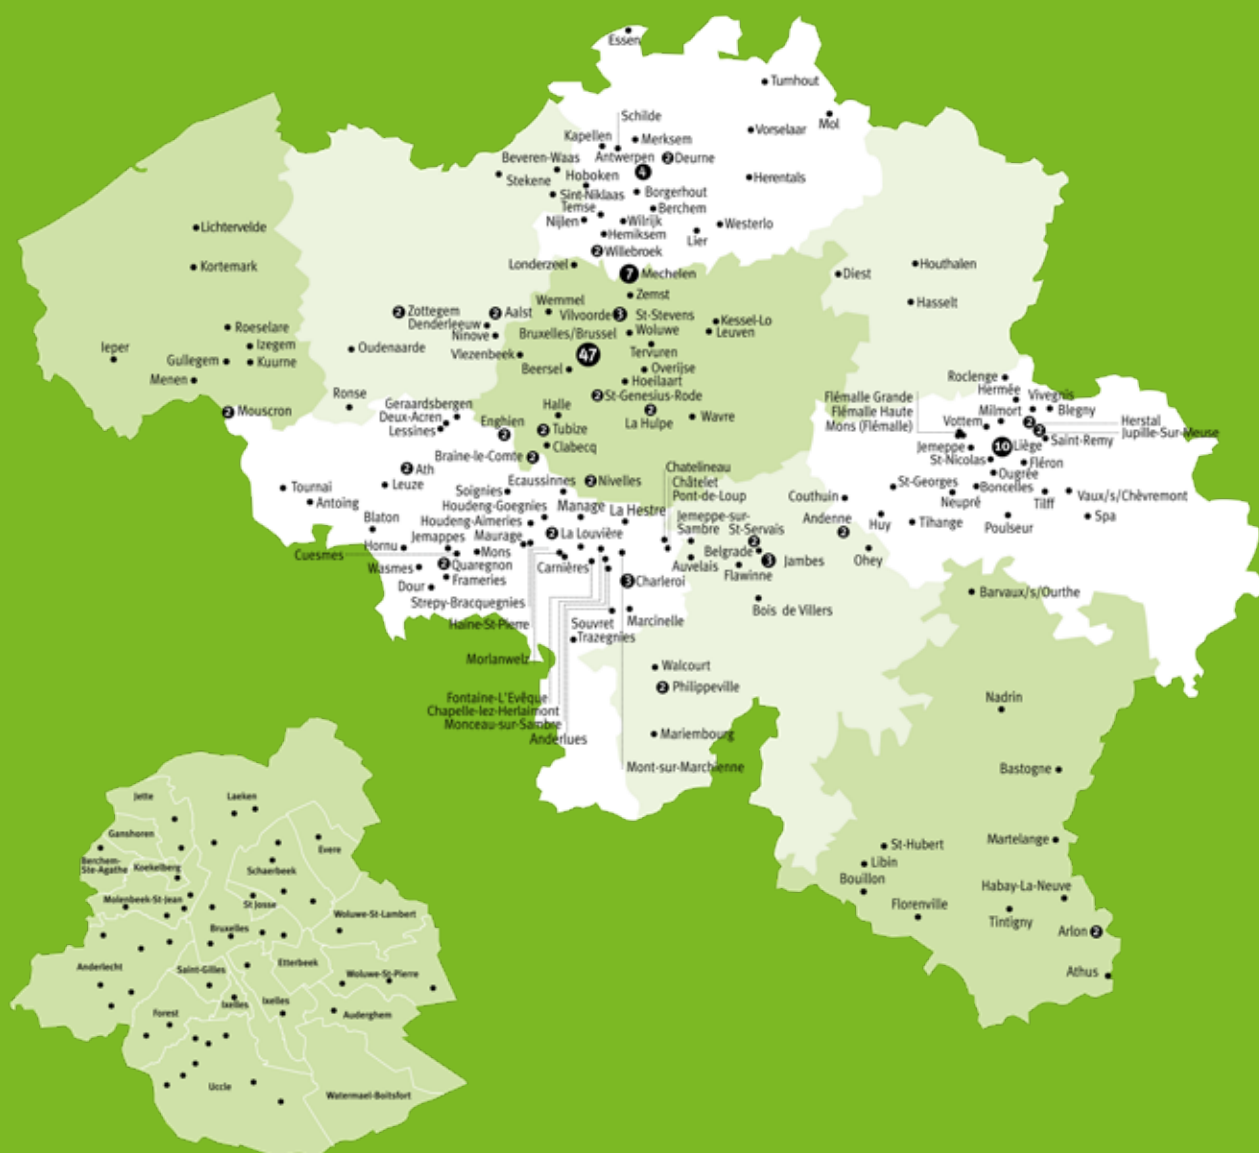 Essen
Turnhout
Schilde
Mol
Kapellen
Merksem
Vorselaar
Beveren-Waas
Antwerpen
2 Deurne
4
Stekene
Hoboken
Herentals
Sint-Niklaas
Borgerhout
Temse
Berchem
Nijlen
Wilrijk
Westerlo
Hemiksem
Lier
2 Willebroek
Lichtervelde
Kortemark
Londerzeel
7 Mechelen
Diest
Houthalen
Zemst
Hasselt
Wemmel
2 Zottegem
2 Aalst
Vilvoorde 3
St-Stevens
Woluwe
Kessel-Lo
Leuven
Denderleeuw
Ninove
Bruxelles/Brussel
47
Roeselare
Izegem
Kuurne
Gullegem
Ieper
Menen
Oudenaarde
Vlezenbeek
Tervuren
Beersel
Overijse
Hoeilaart
Ronse
2 St-Genesius-Rode
2 Mouscron
Geraardsbergen
Deux-Acren
Lessines
Enghien
2
Halle
2
La Hulpe
Wavre
2 Tubize
Clabecq
Braine-le-Comte 2
Roclenge
Hermée
Vivegnis
Flémalle Grande
Flémalle Haute
Mons (Flémalle)
Milmort
Blegny
Vottem
2
2
Herstal
Jupille-Sur-Meuse
Jemeppe
10 Liège
Saint-Remy
St-Nicolas
Fléron
Ougrée
2 Ath
Leuze
Tournai
Antoing
Ecaussinnes
2 Nivelles
Chatelineau
Châtelet
Pont-de-Loup
Couthuin
St-Georges
Boncelles
Neupré
Tilff
Vaux/s/Chèvremont
Soignies
Houdeng-Goegnies
Manage
La Hestre
Jemeppe-sur-
Sambre
St-Servais
2
Andenne
2
Huy
Tihange
Poulseur
Spa
Blaton
Houdeng-Aimeries
Jemappes
Maurage
2 La Louvière
Cuesmes
Hornu
Mons
Belgrade
3 Jambes
Ohey
Wasmes
2 Quaregnon
Carnières
Auvelais
Flawinne
Dour
Frameries
3 Charleroi
Strepy-Bracquegnies
Barvaux/s/Ourthe
Bois de Villers
Haine-St-Pierre
Souvret
Marcinelle
Trazegnies
Morlanwelz
Walcourt
2 Philippeville
Fontaine-L'Evêque
Chapelle-lez-Herlaimont
Monceau-sur-Sambre
Anderlues
Mariembourg
Mont-sur-Marchienne
Nadrin
Bastogne
Martelange
St-Hubert
Libin
Bouillon
Habay-La-Neuve
Florenville
Tintigny
Arlon 2
Athus
Jette
Laeken
Ganshoren
Evere
Berchem-
Ste-Agathe
Koekelberg
Schaerbeek
Molenbeek-St-Jean
St Josse
Woluwe-St-Lambert
Bruxelles
Anderlecht
Saint-Gilles
Etterbeek
Woluwe-St-Pierre
Ixelles
Ixelles
Forest
Auderghem
Uccle
Watermael-Boitsfort